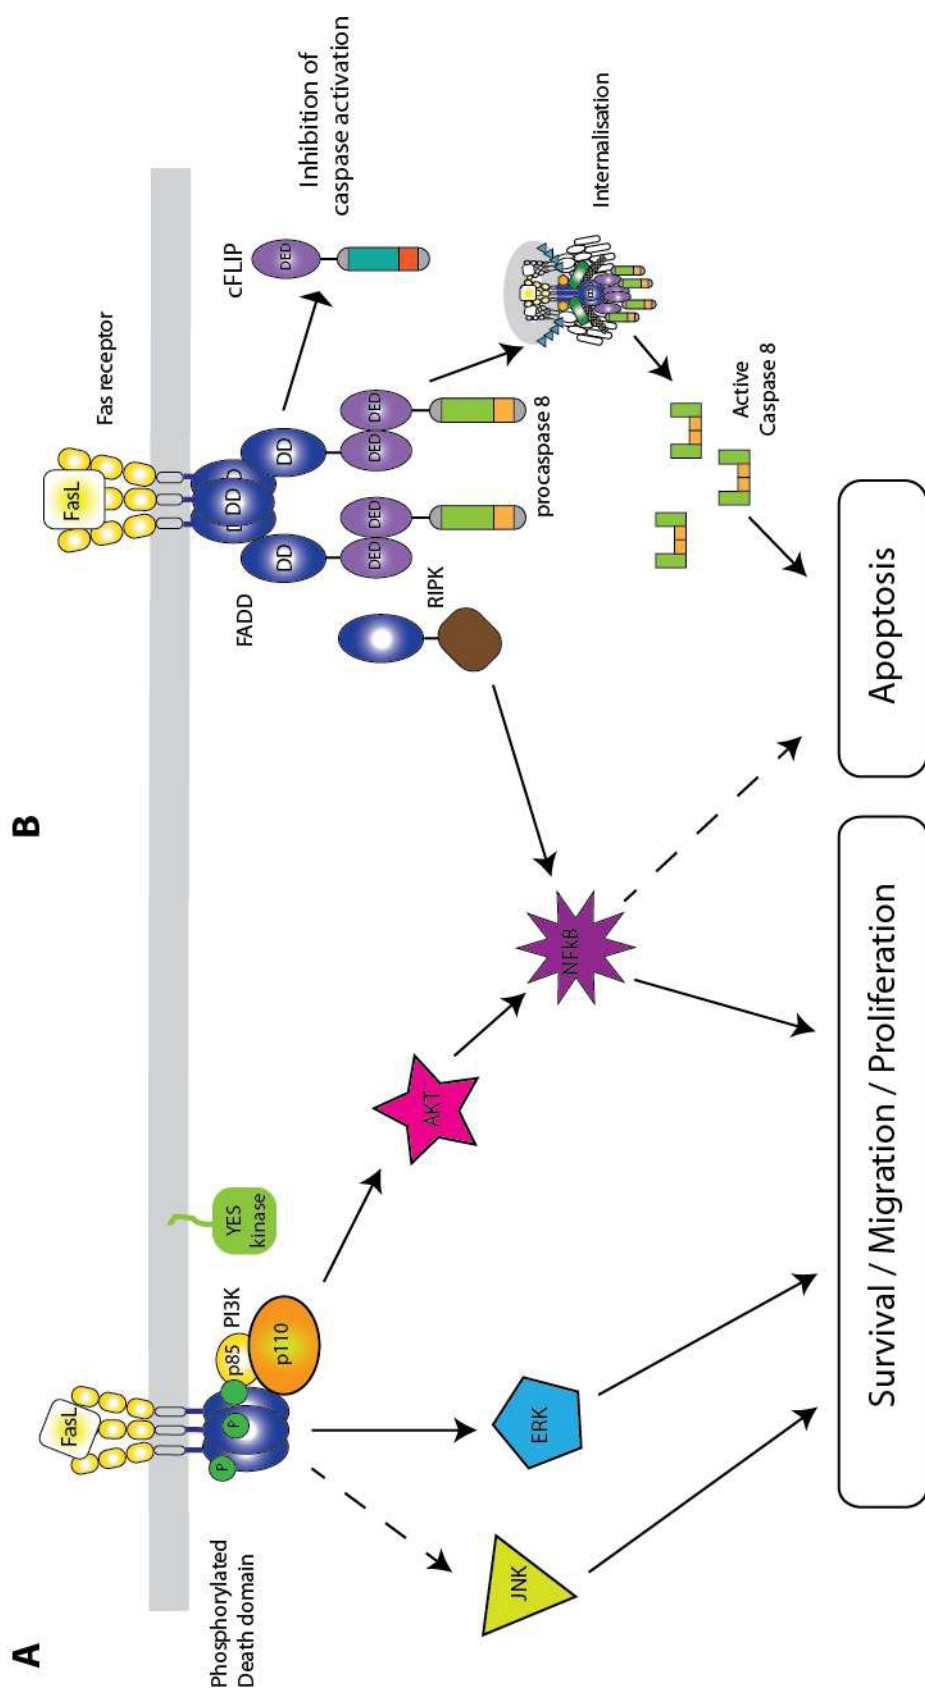 A
FasL
Phosphorylated
Death domain
P
P
p85
PI3K
p110
YES
kinase
JNK
ERK
AKT
NFkB
Survival / Migration / Proliferation
B
FasL
Fas receptor
FADD
DD
DD
DD
D
D
DED
DED
DED
DED
RIPK
procaspase 8
cFLIP
DED
Inhibition of
caspase activation
Internalisation
Active
Caspase 8
Apoptosis